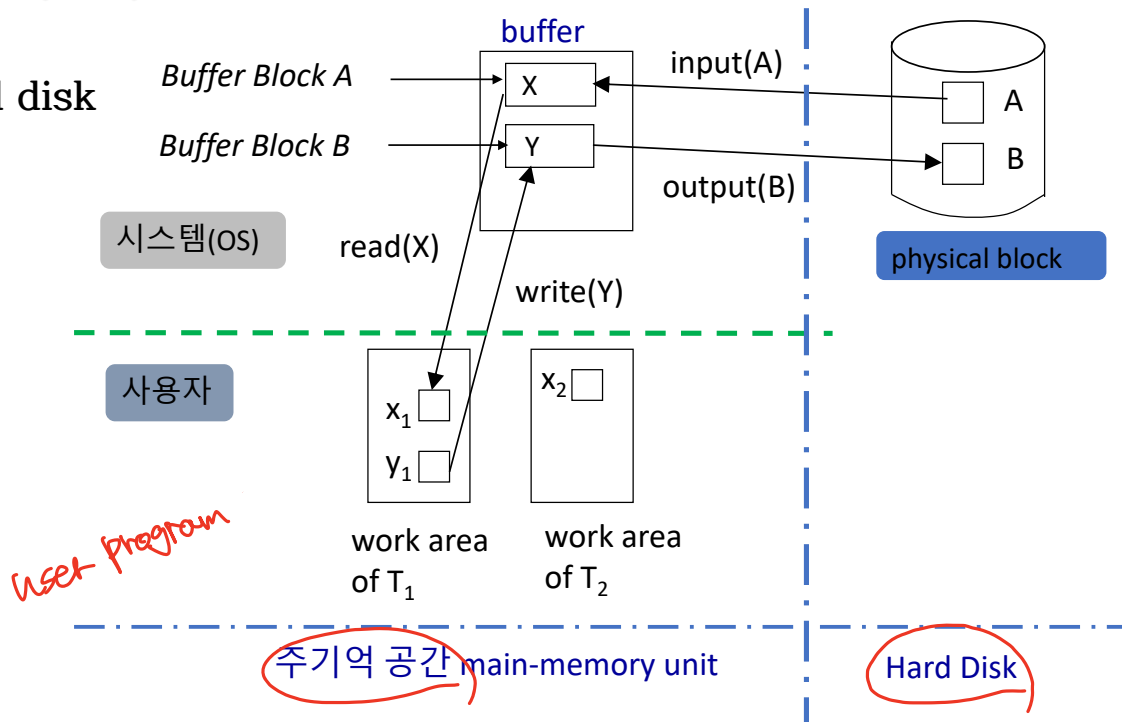 buffer
l disk
Buffer Block A
X
input(A)
A
Buffer Block B
Y
B
output(B)
시스템(OS)
read(X)
physical block
write(Y)
사용자
x1
x2
y1
user program
work area
of T1
work area
of T2
주기억 공간 main-memory unit
Hard Disk